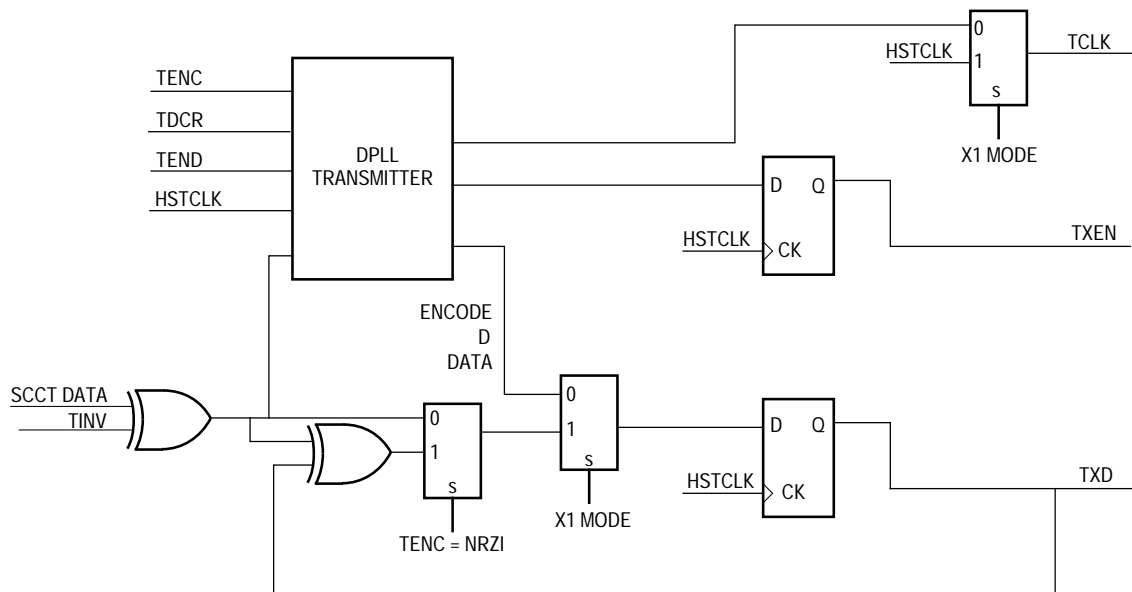 0
HSTCLK
1
TCLK
s
X1 MODE
TENC
TDCR
TEND
HSTCLK
DPLL
TRANSMITTER
D
Q
HSTCLK
CK
TXEN
ENCODE
D
DATA
SCCT DATA
TINV
0
1
s
TENC = NRZI
0
1
s
X1 MODE
D
Q
HSTCLK
CK
TXD